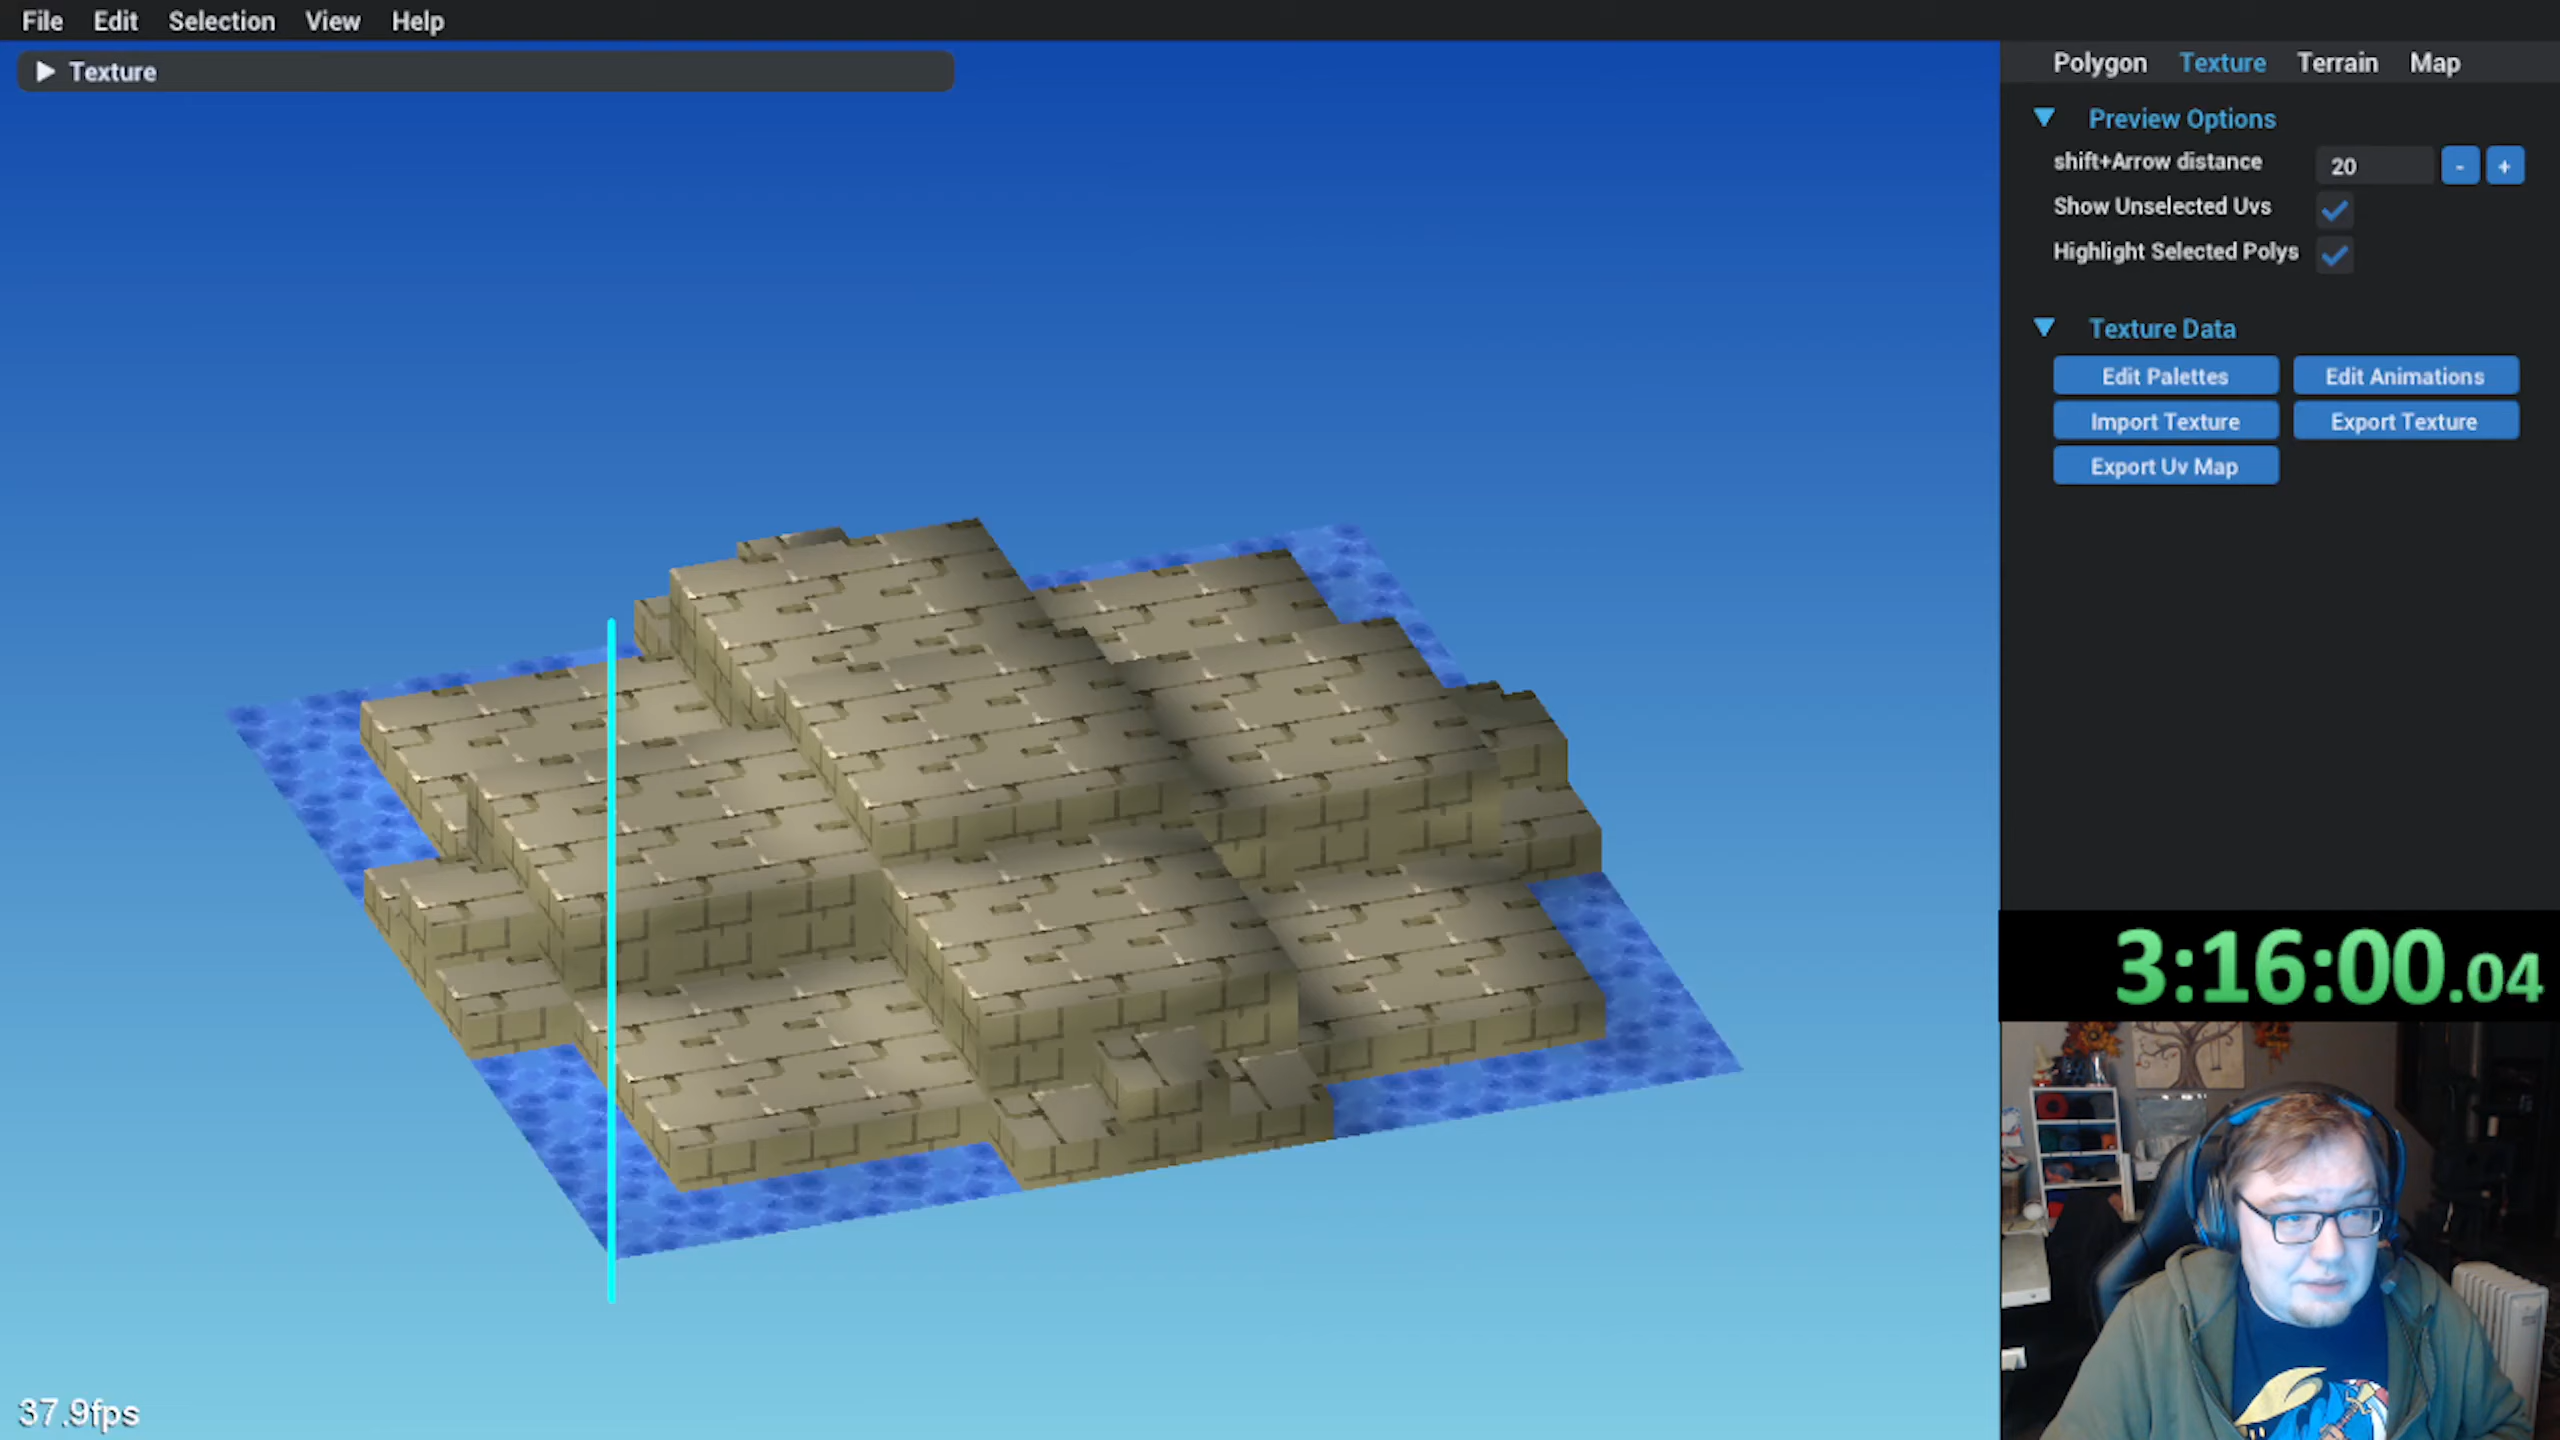 File Edit Selection View Help
Texture
Polygon Texture Terrain Map
Preview Options
shift+Arrow distance 20 - +
Show Unselected Uvs
Highlight Selected Polys
Texture Data
Edit Palettes Edit Animations
Import Texture Export Texture
Export Uv Map
3:16:00.04
37.9fps